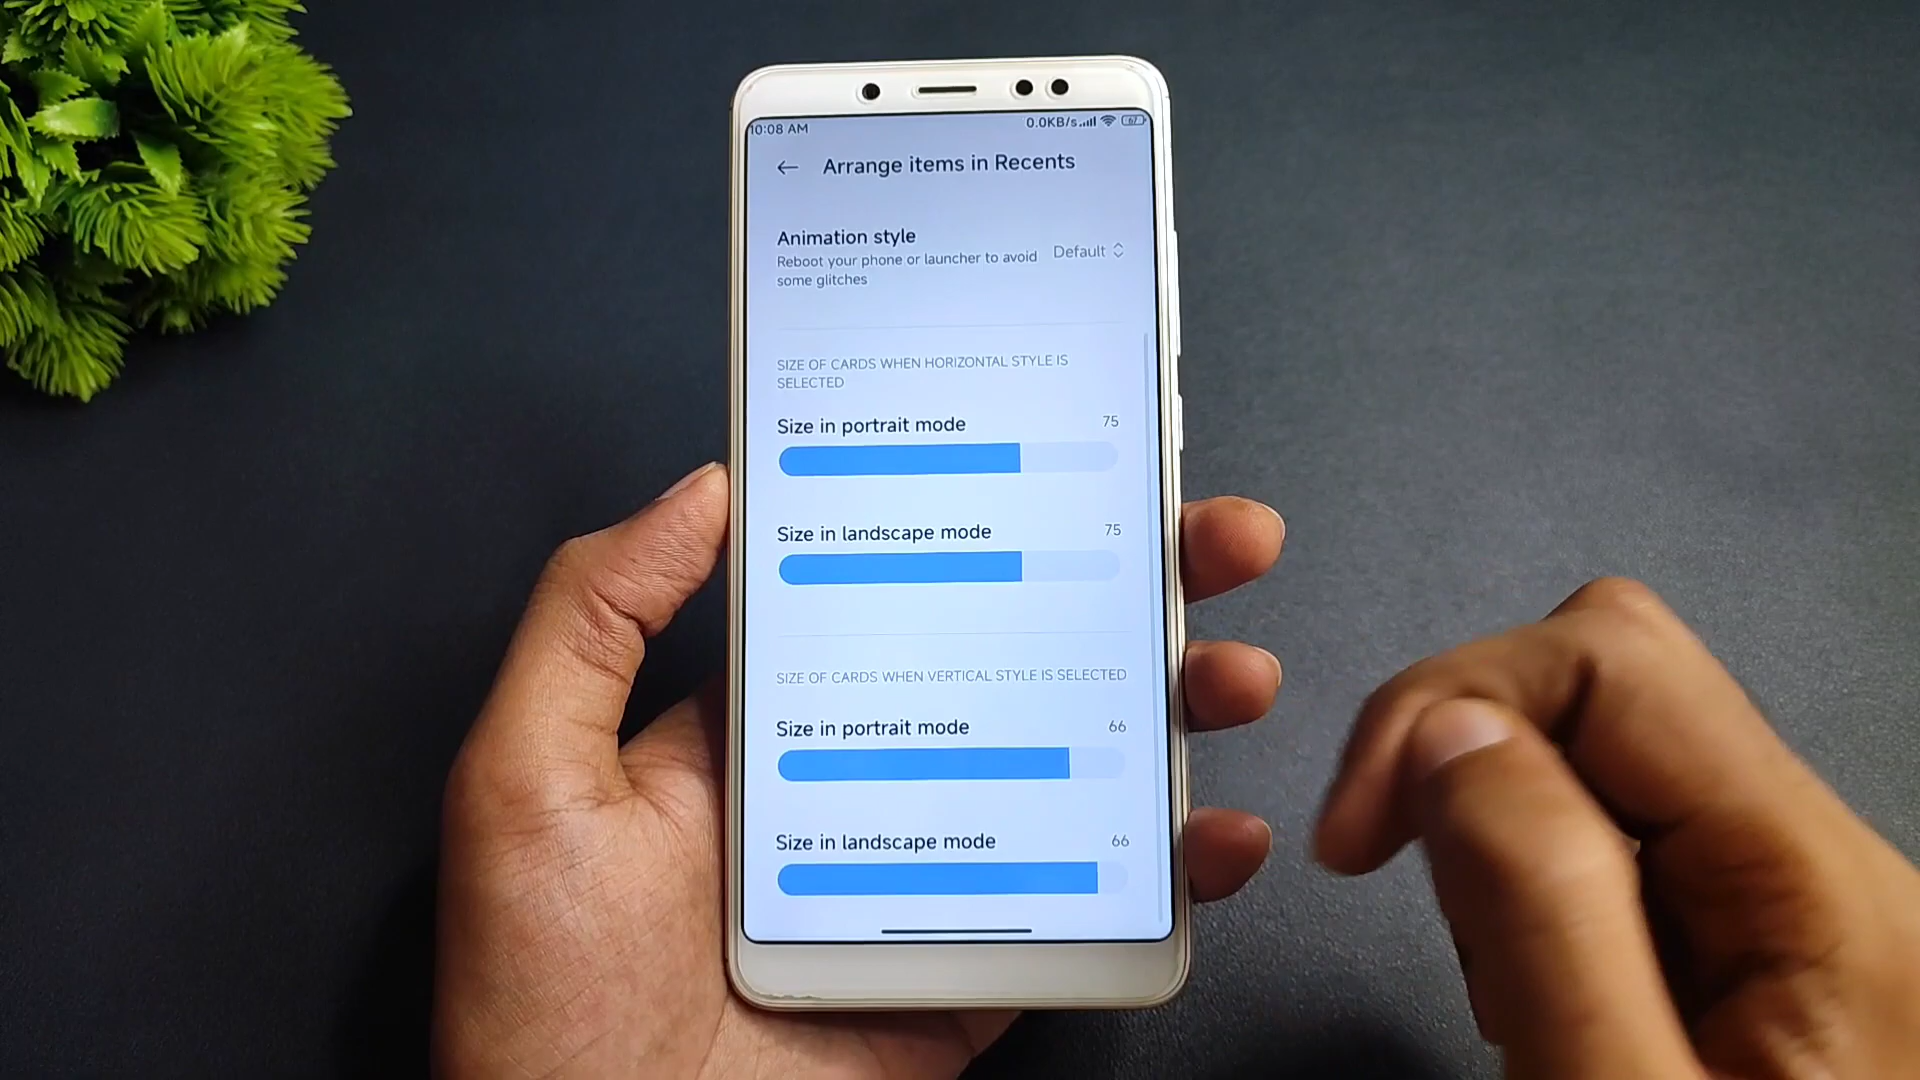 10:08 AM 0.0KB/s 67
Arrange items in Recents
Animation style
Reboot your phone or launcher to avoid
some glitches
Default
SIZE OF CARDS WHEN HORIZONTAL STYLE IS
SELECTED
Size in portrait mode 75
Size in landscape mode 75
SIZE OF CARDS WHEN VERTICAL STYLE IS SELECTED
Size in portrait mode 66
Size in landscape mode 66